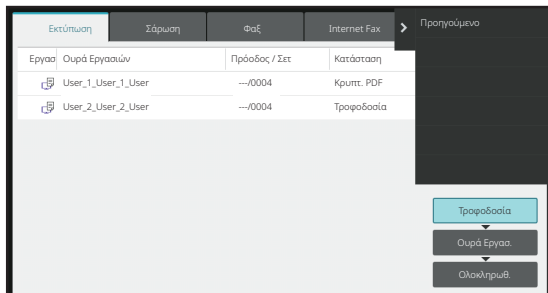 Εκτύπωση Σάρωση Φαξ Internet Fax Προηγούμενο
Εργασ Ουρά Εργασιών Πρόοδος / Σετ Κατάσταση
User_1_User_1_User ---/0004 Κρυπτ. PDF
User_2_User_2_User ---/0004 Τροφοδοσία
Τροφοδοσία
Ουρά Εργασ.
Ολοκληρωθ.